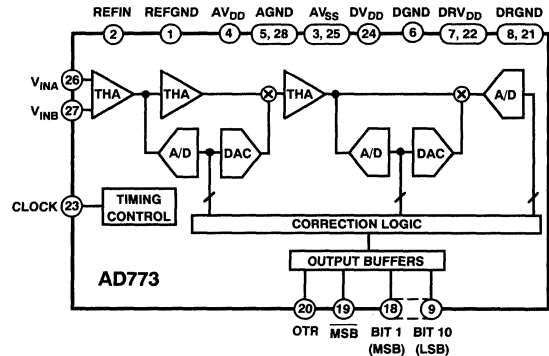 REFIN REFGND AVDD AGND AVSS DVDD DGND DRVDD DRGND
2 1 4 5, 28 3, 25 24 6 7, 22 8, 21
VINA 26
VINB 27
THA THA THA A/D
A/D DAC A/D DAC
CLOCK 23
TIMING
CONTROL
CORRECTION LOGIC
OUTPUT BUFFERS
AD773
20 19 18 9
OTR MSB BIT 1 BIT 10
(MSB) (LSB)